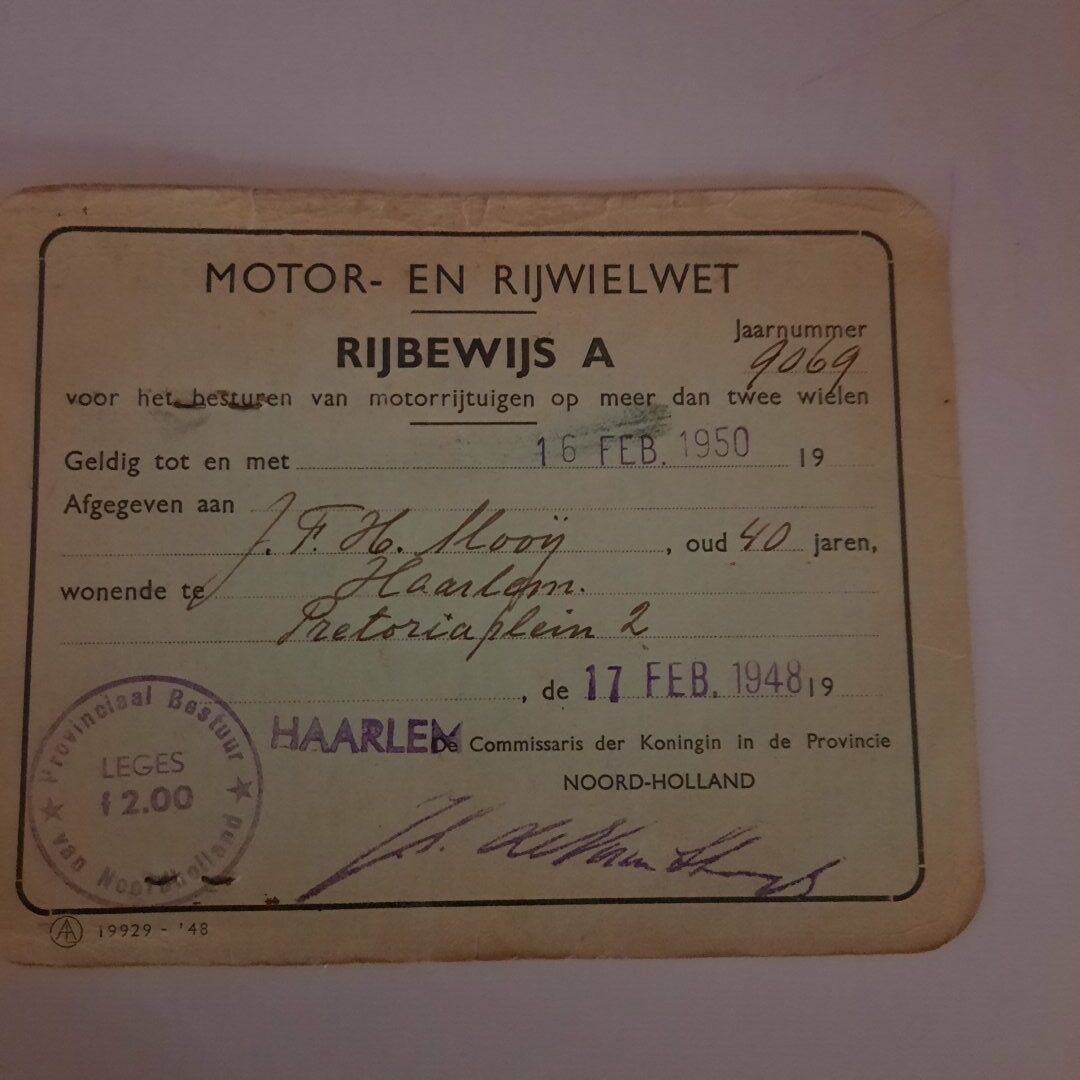 MOTOR- EN RIJWIELWET
Jaarnummer
RIJBEWIJS A
9069
voor het besturen van motorrijtuigen op meer dan twee wielen
Geldig tot en met 16 FEB. 1950 19
Afgegeven aan
J. F. H. Mooÿ, oud 40 jaren,
wonende te Haarlem.
Pretoriaplein 2
, de 17 FEB. 1948 19
HAARLEM De Commissaris der Koningin in de Provincie
NOORD-HOLLAND
Provinciaal Bestuur
LEGES
f 2.00
van Noordholland
19929 - '48